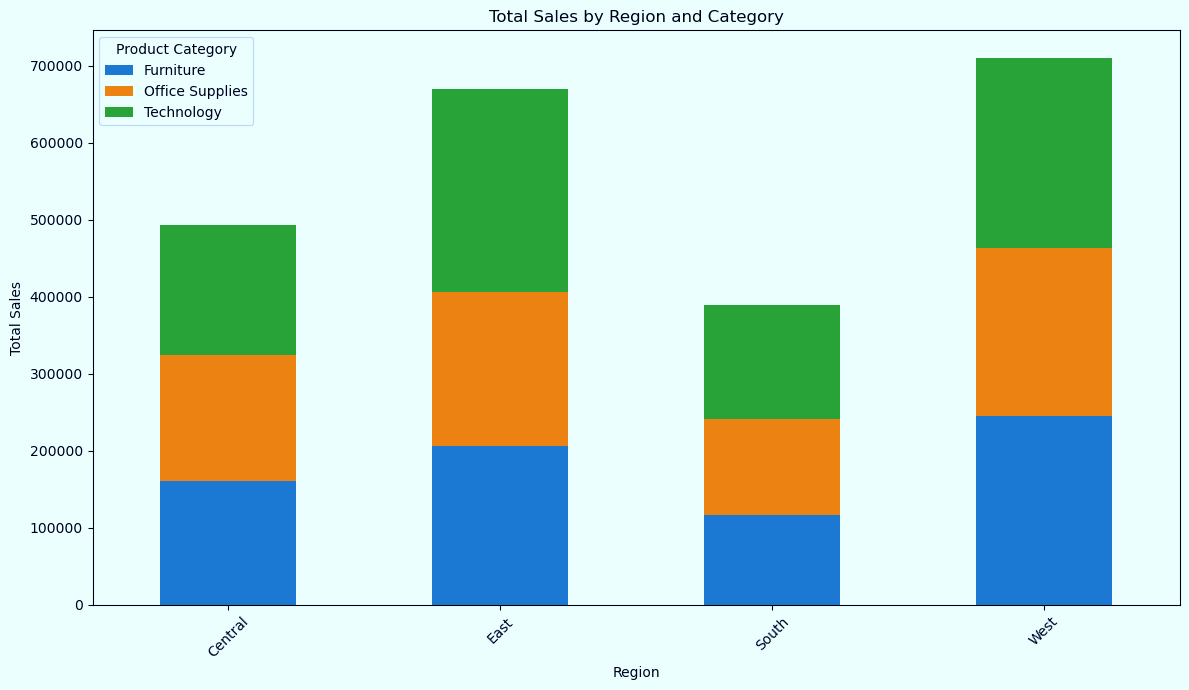 Total Sales by Region and Category
Product Category
Furniture
Office Supplies
Technology
700000
600000
500000
400000
300000
200000
100000
0
Total Sales
Central
East
South
West
Region